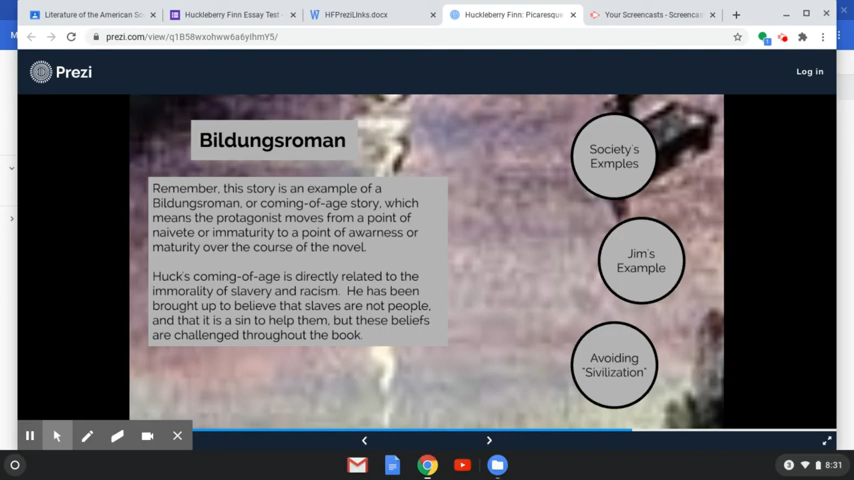 Literature of the American So
Huckleberry Finn Essay Test -
HFPreziLinks.docx
Huckleberry Finn: Picaresque
Your Screencasts - Screencas
prezi.com/view/q1B58wxohww6a6yIhmY5/
Prezi
Log in
Bildungsroman
Remember, this story is an example of a
Bildungsroman, or coming-of-age story, which
means the protagonist moves from a point of
naivete or immaturity to a point of awarness or
maturity over the course of the novel.
Huck's coming-of-age is directly related to the
immorality of slavery and racism. He has been
brought up to believe that slaves are not people,
and that it is a sin to help them, but these beliefs
are challenged throughout the book.
Society's
Exmples
Jim's
Example
Avoiding
"Sivilization"
3
8:31